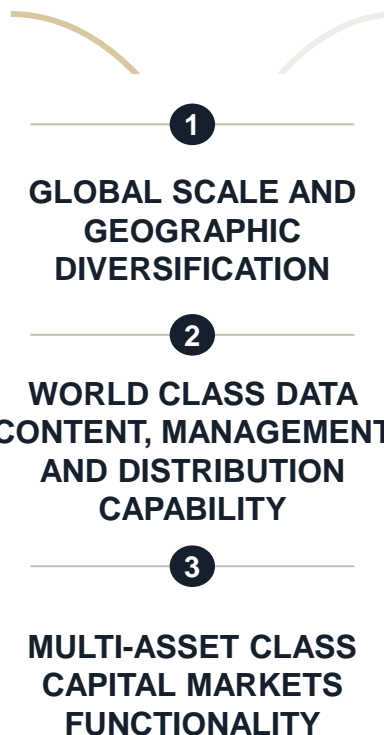 1
GLOBAL SCALE AND
GEOGRAPHIC
DIVERSIFICATION
2
WORLD CLASS DATA
CONTENT, MANAGEMENT
AND DISTRIBUTION
CAPABILITY
3
MULTI-ASSET CLASS
CAPITAL MARKETS
FUNCTIONALITY